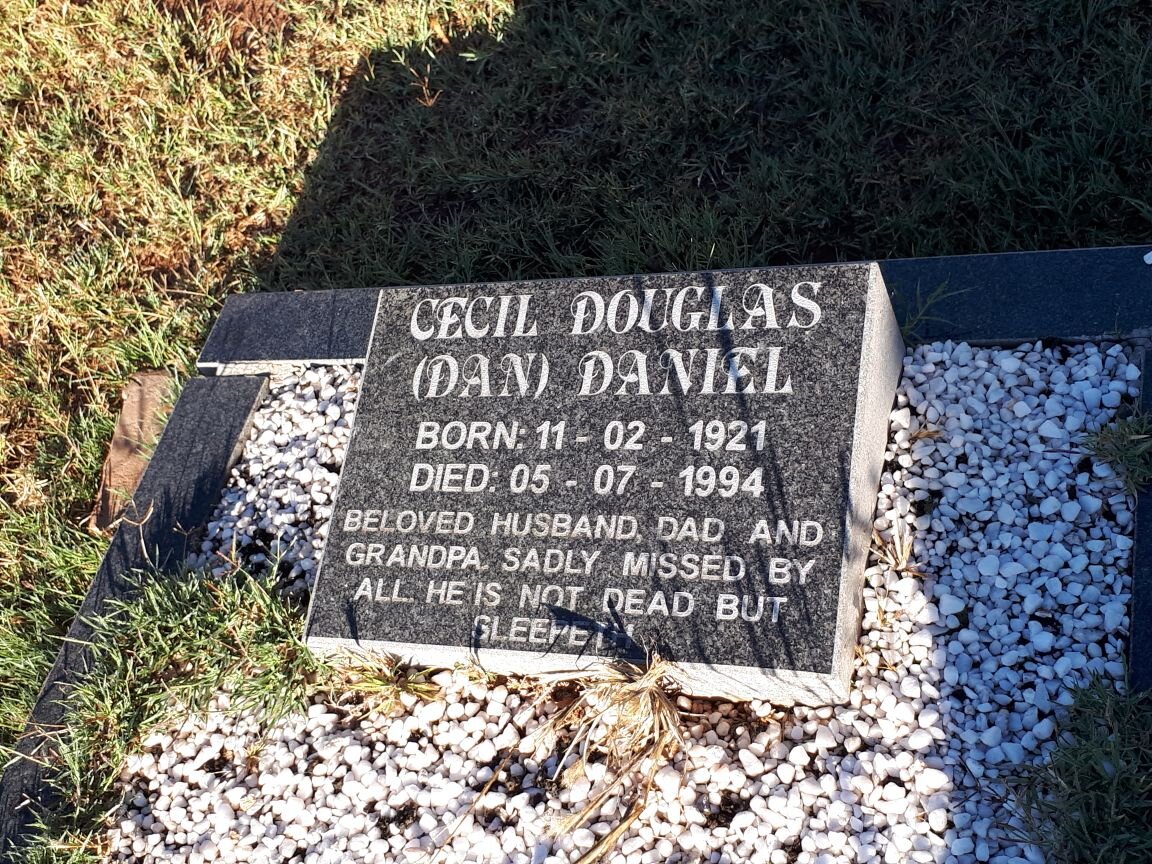 CECIL DOUGLAS
(DAN) DANIEL
BORN: 11 - 02 - 1921
DIED: 05 - 07 - 1994
BELOVED HUSBAND, DAD AND
GRANDPA. SADLY MISSED BY
ALL. HE IS NOT DEAD BUT
SLEEPETH